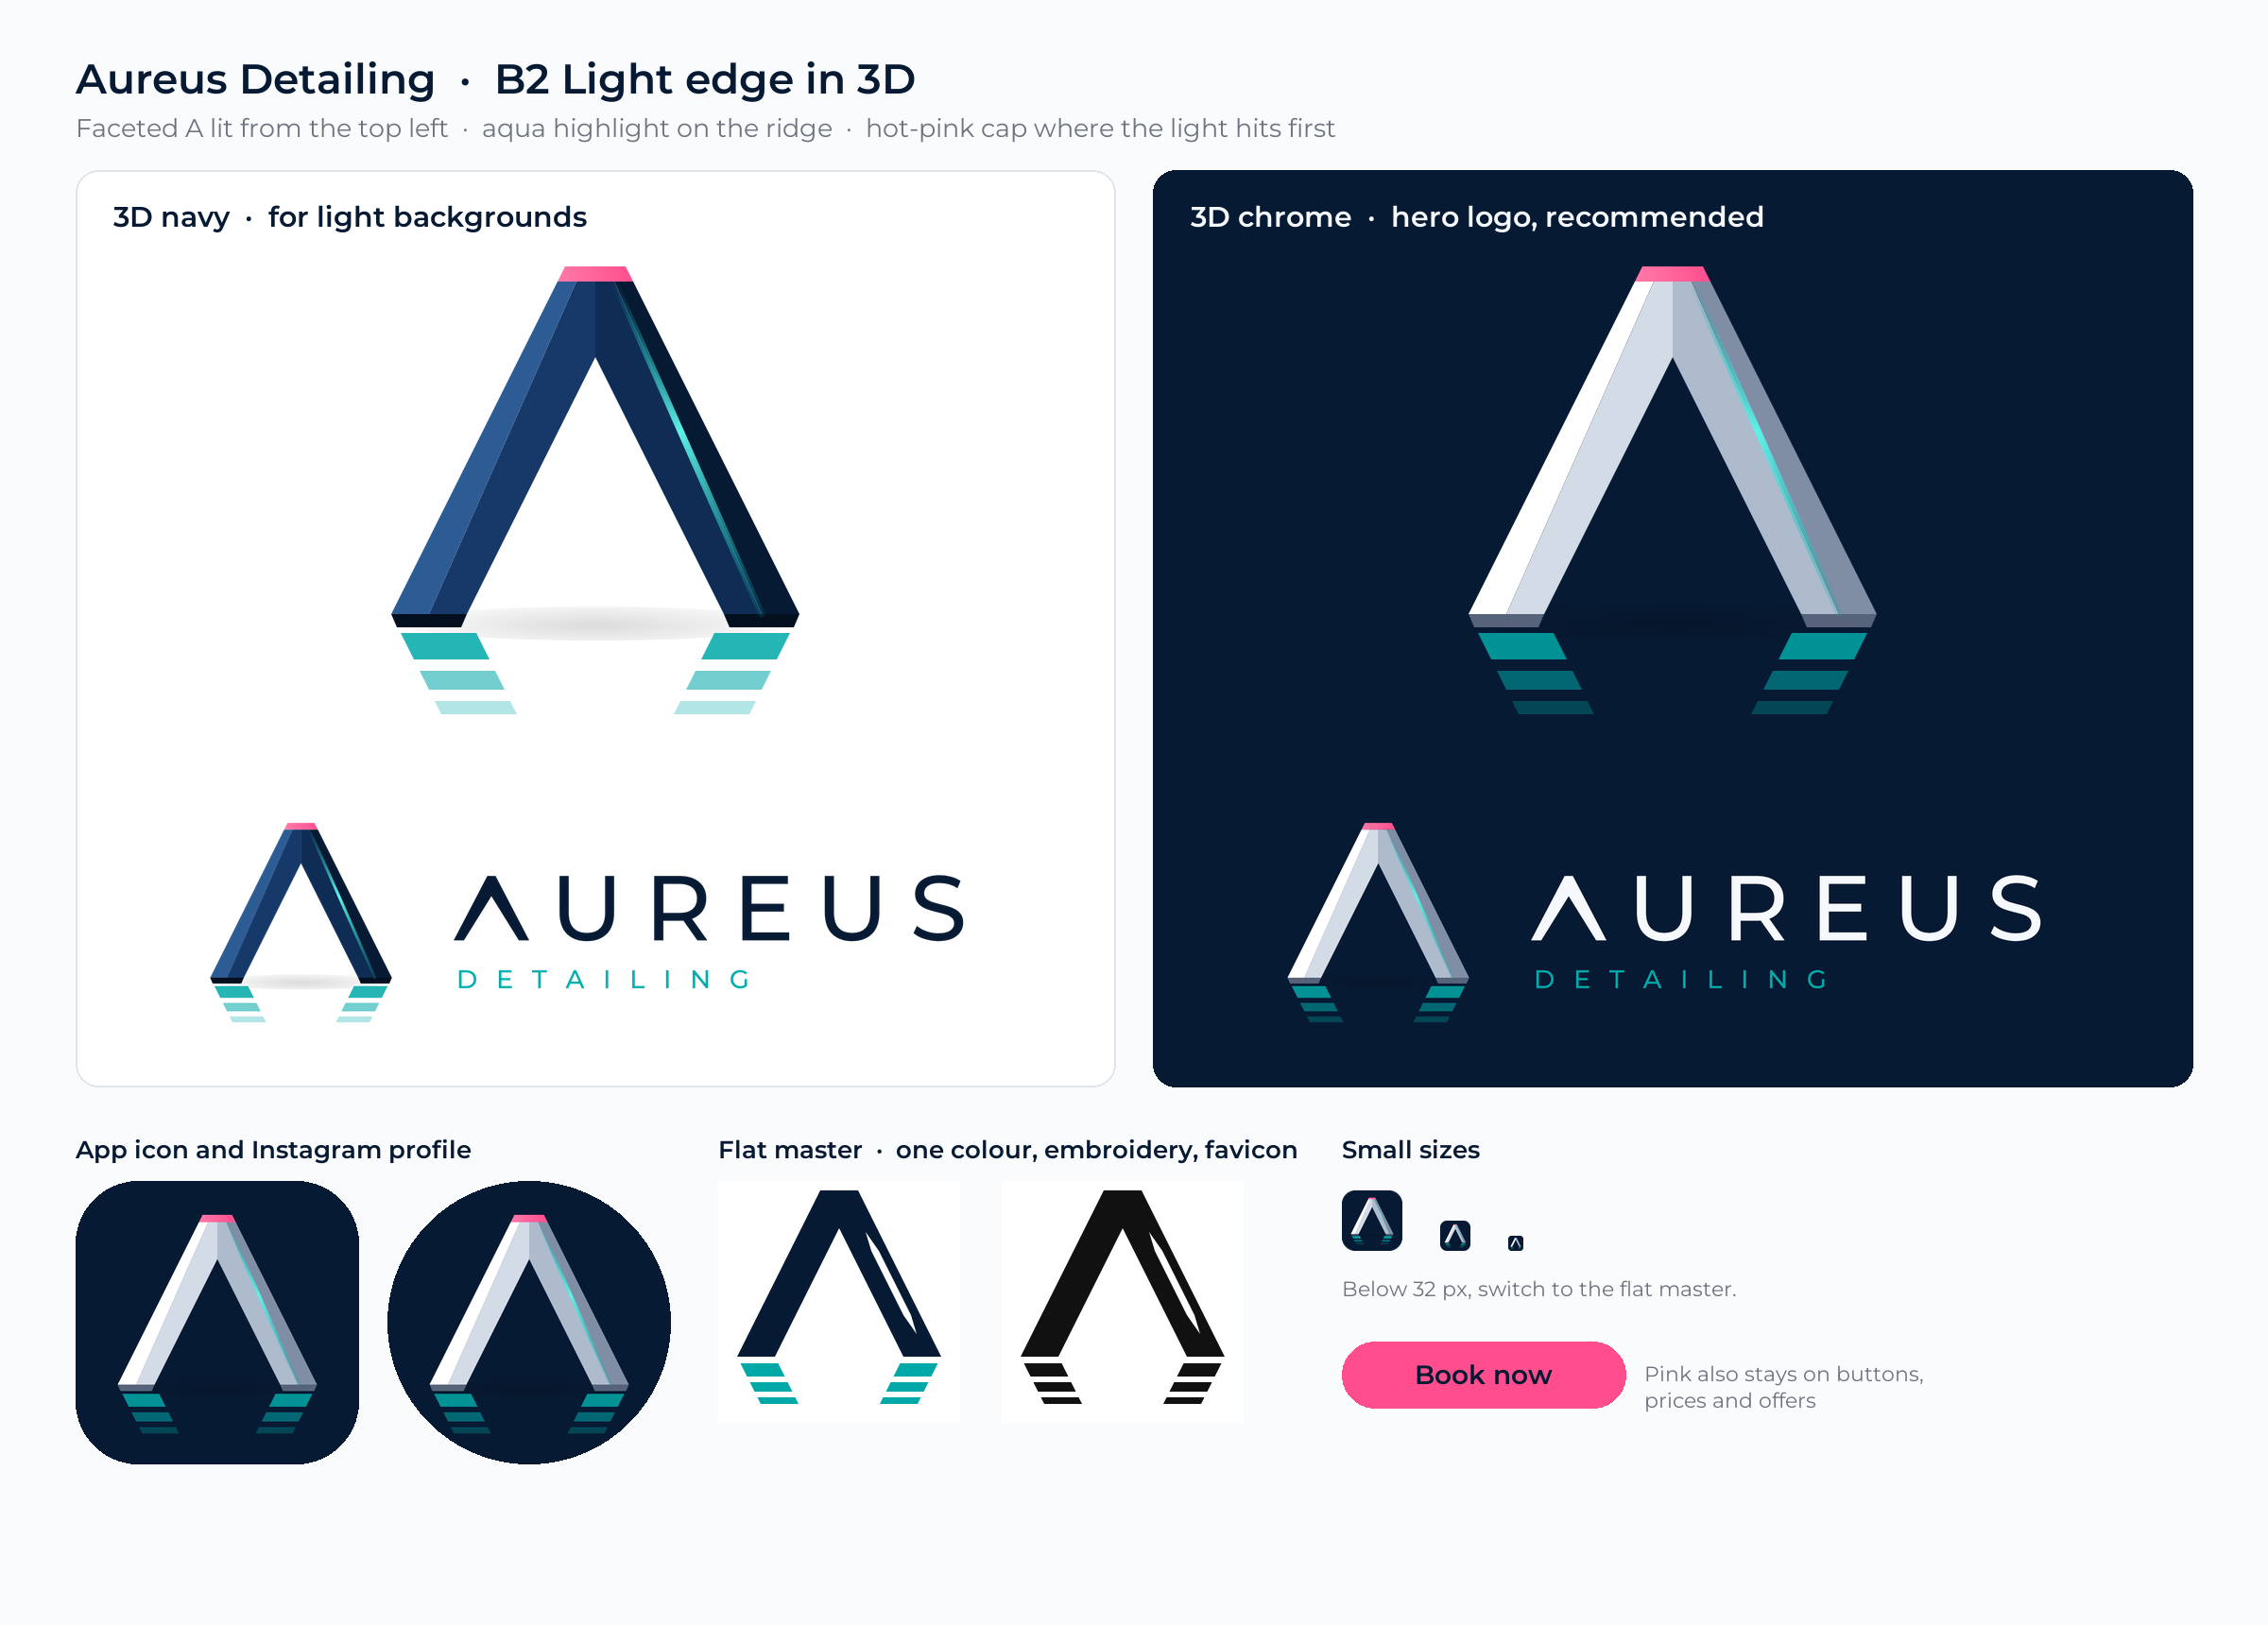 Aureus Detailing · B2 Light edge in 3D
Faceted A lit from the top left · aqua highlight on the ridge · hot-pink cap where the light hits first
3D navy · for light backgrounds
AUREUS
DETAILING
3D chrome · hero logo, recommended
AUREUS
DETAILING
App icon and Instagram profile
Flat master · one colour, embroidery, favicon
Small sizes
Below 32 px, switch to the flat master.
Book now
Pink also stays on buttons,
prices and offers